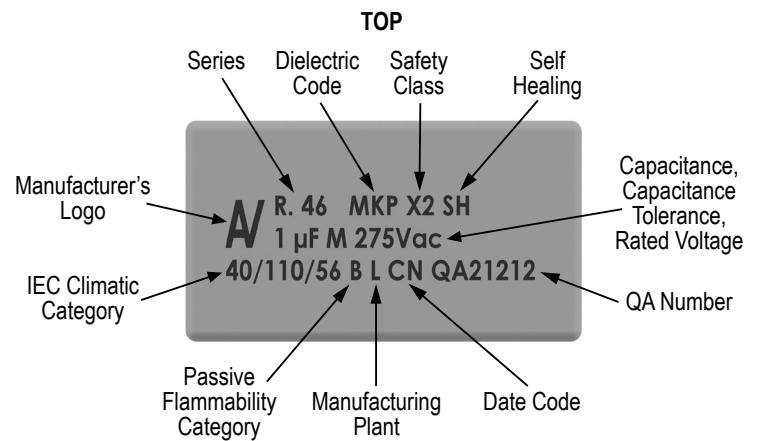 TOP
Series
Dielectric
Code
Safety
Class
Self
Healing
Manufacturer's
Logo
R. 46 MKP X2 SH
1 µF M 275Vac
40/110/56 B L CN QA21212
Capacitance,
Capacitance
Tolerance,
Rated Voltage
IEC Climatic
Category
QA Number
Passive
Flammability
Category
Manufacturing
Plant
Date Code